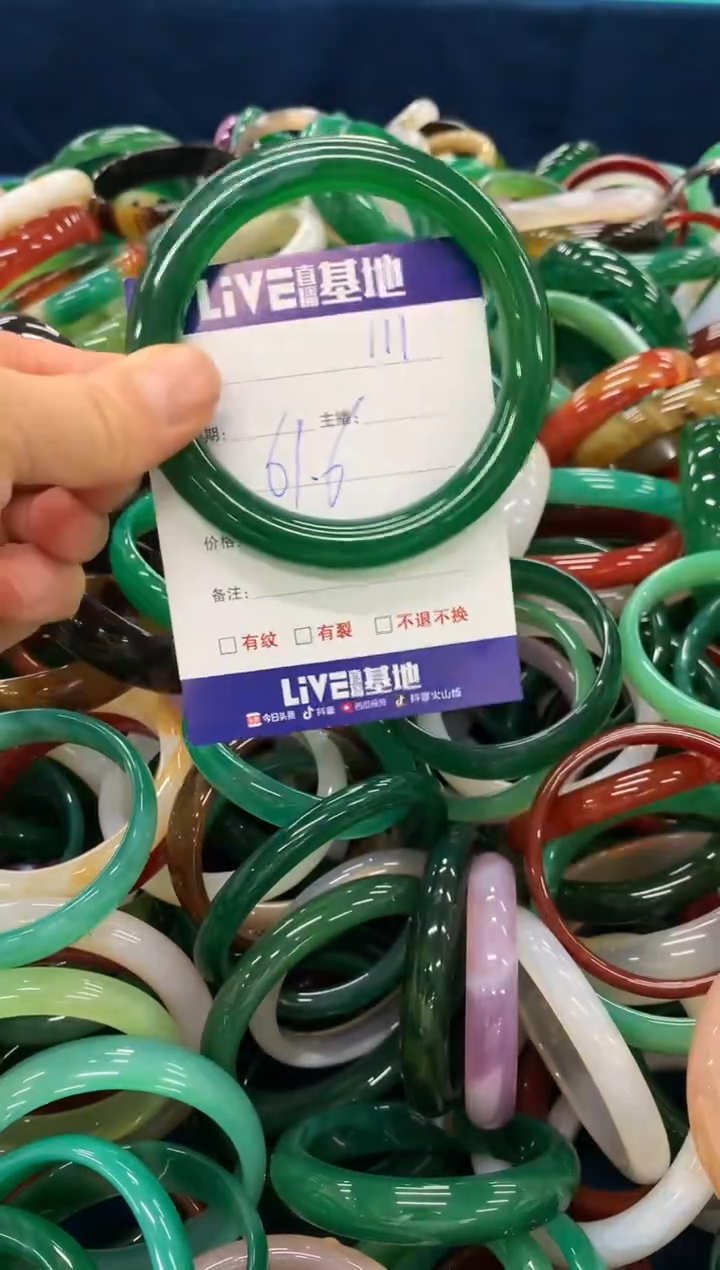 LiVE直播基地
111
期: 主播:
61.6
价格
备注:
有纹 有裂 不退不换
LiVE直播基地
今日头条 抖音 西瓜视频 抖音火山版